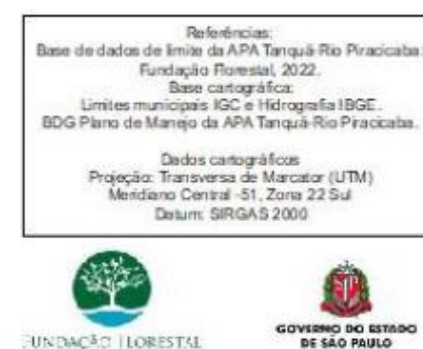 Referências:
Base de dados de limite da APA Tanquã-Rio Piracicaba:
Fundação Florestal, 2022.
Base cartográfica:
Limites municipais IGC e Hidrografia IBGE.
BDG Plano de Manejo da APA Tanquã-Rio Piracicaba.
Dados cartográficos
Projeção: Transversa de Marcator (UTM)
Meridiano Central -51, Zona 22 Sul
Datum: SIRGAS 2000
FUNDAÇÃO FLORESTAL
GOVERNO DO ESTADO
DE SÃO PAULO